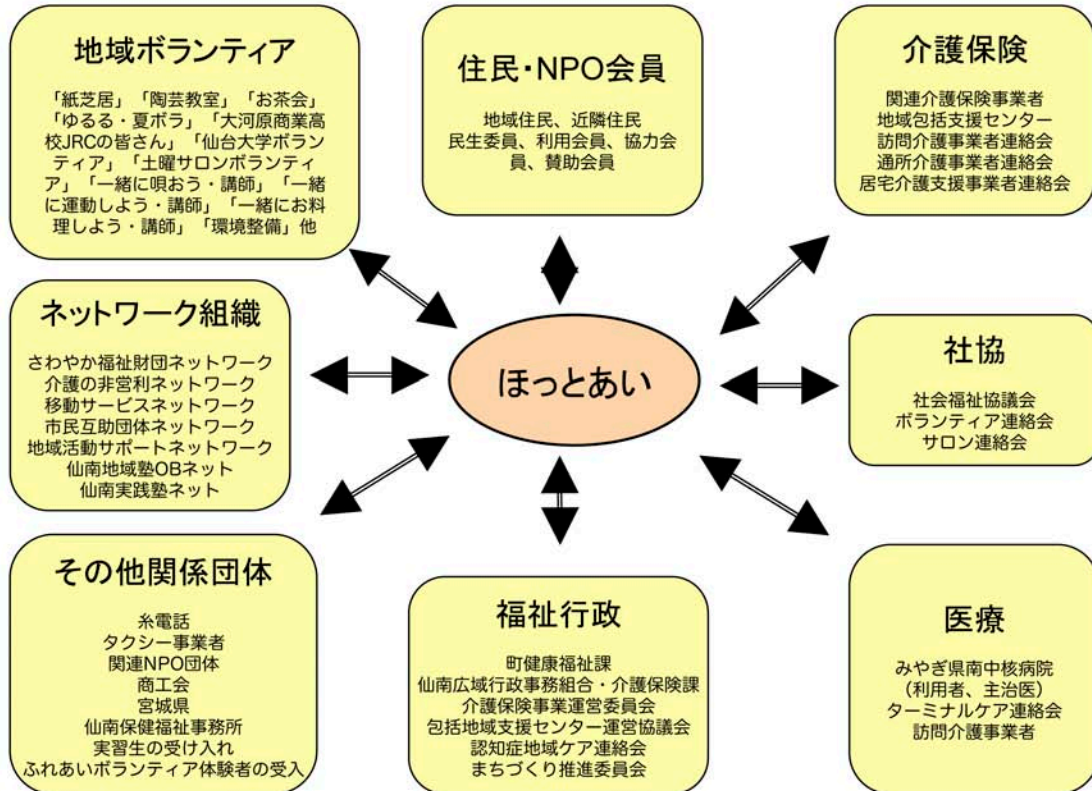 地域ボランティア
「紙芝居」「陶芸教室」「お茶会」
「ゆるる・夏ボラ」「大河原商業高
校JRCの皆さん」「仙台大学ボラン
ティア」「土曜サロンボランティ
ア」「一緒に唄おう・講師」「一緒
に運動しよう・講師」「一緒にお料
理しよう・講師」「環境整備」他
住民・NPO会員
地域住民、近隣住民
民生委員、利用会員、協力会
員、賛助会員
介護保険
関連介護保険事業者
地域包括支援センター
訪問介護事業者連絡会
通所介護事業者連絡会
居宅介護支援事業者連絡会
ネットワーク組織
さわやか福祉財団ネットワーク
介護の非営利ネットワーク
移動サービスネットワーク
市民互助団体ネットワーク
地域活動サポートネットワーク
仙南地域塾OBネット
仙南実践塾ネット
ほっとあい
社協
社会福祉協議会
ボランティア連絡会
サロン連絡会
その他関係団体
糸電話
タクシー事業者
関連NPO団体
商工会
宮城県
仙南保健福祉事務所
実習生の受け入れ
ふれあいボランティア体験者の受入
福祉行政
町健康福祉課
仙南広域行政事務組合・介護保険課
介護保険事業運営委員会
包括地域支援センター運営協議会
認知症地域ケア連絡会
まちづくり推進委員会
医療
みやぎ県南中核病院
（利用者、主治医）
ターミナルケア連絡会
訪問介護事業者